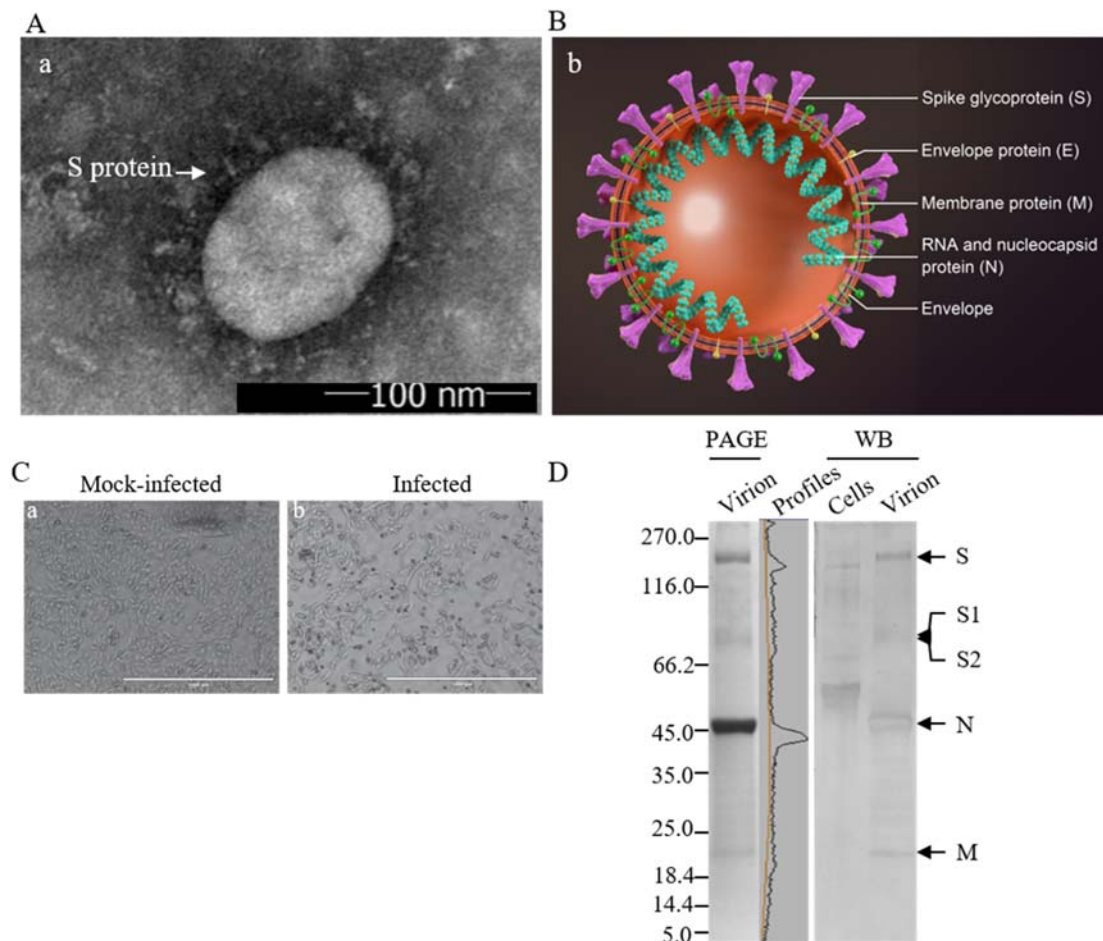 A
a
S protein
100 nm
B
b
Spike glycoprotein (S)
Envelope protein (E)
Membrane protein (M)
RNA and nucleocapsid
protein (N)
Envelope
C
Mock-infected
Infected
a
b
D
PAGE
WB
Virion
Profiles
Cells
Virion
270.0
116.0
66.2
45.0
35.0
25.0
18.4
14.4
5.0
S
S1
S2
N
M